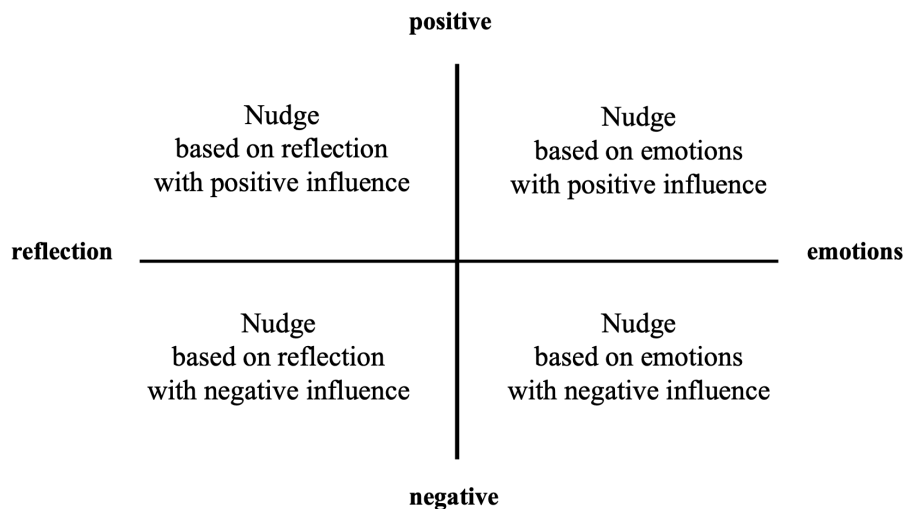 positive
Nudge
based on reflection
with positive influence
Nudge
based on emotions
with positive influence
reflection
emotions
Nudge
based on reflection
with negative influence
Nudge
based on emotions
with negative influence
negative